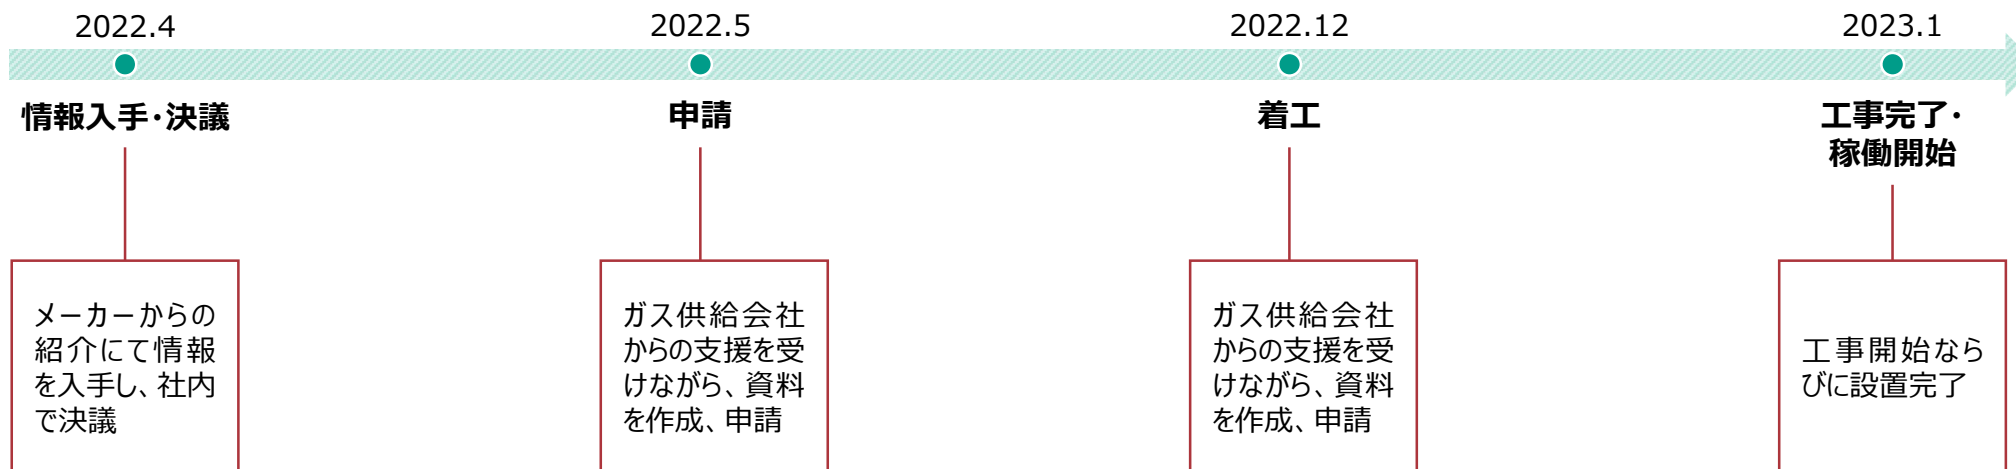 2022.4
情報入手・決議
メーカーからの
紹介にて情報
を入手し、社内
で決議
2022.5
申請
ガス供給会社
からの支援を受
けながら、資料
を作成、申請
2022.12
着工
ガス供給会社
からの支援を受
けながら、資料
を作成、申請
2023.1
工事完了・
稼働開始
工事開始なら
びに設置完了